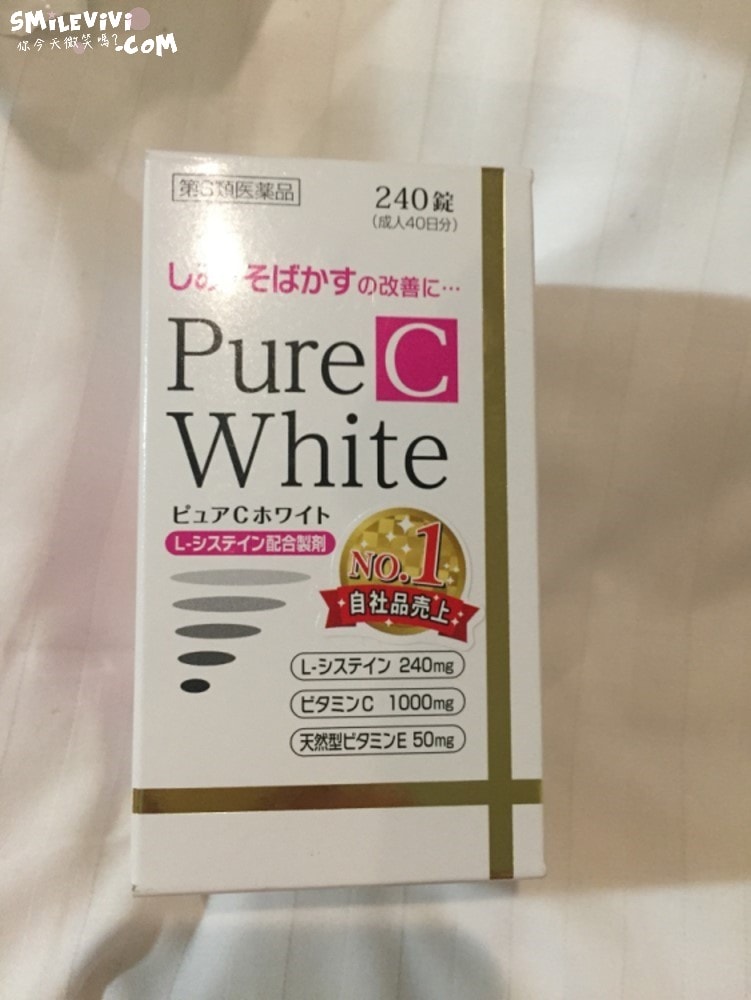 SMiLEViVi
你今天微笑嗎?.COM
第3類医薬品
240錠
(成人40日分)
しみ・そばかすの改善に…
Pure C
White
ピュアCホワイト
L-システイン配合製剤
NO.1
自社品売上
L-システイン 240mg
ビタミンC 1000mg
天然型ビタミンE 50mg